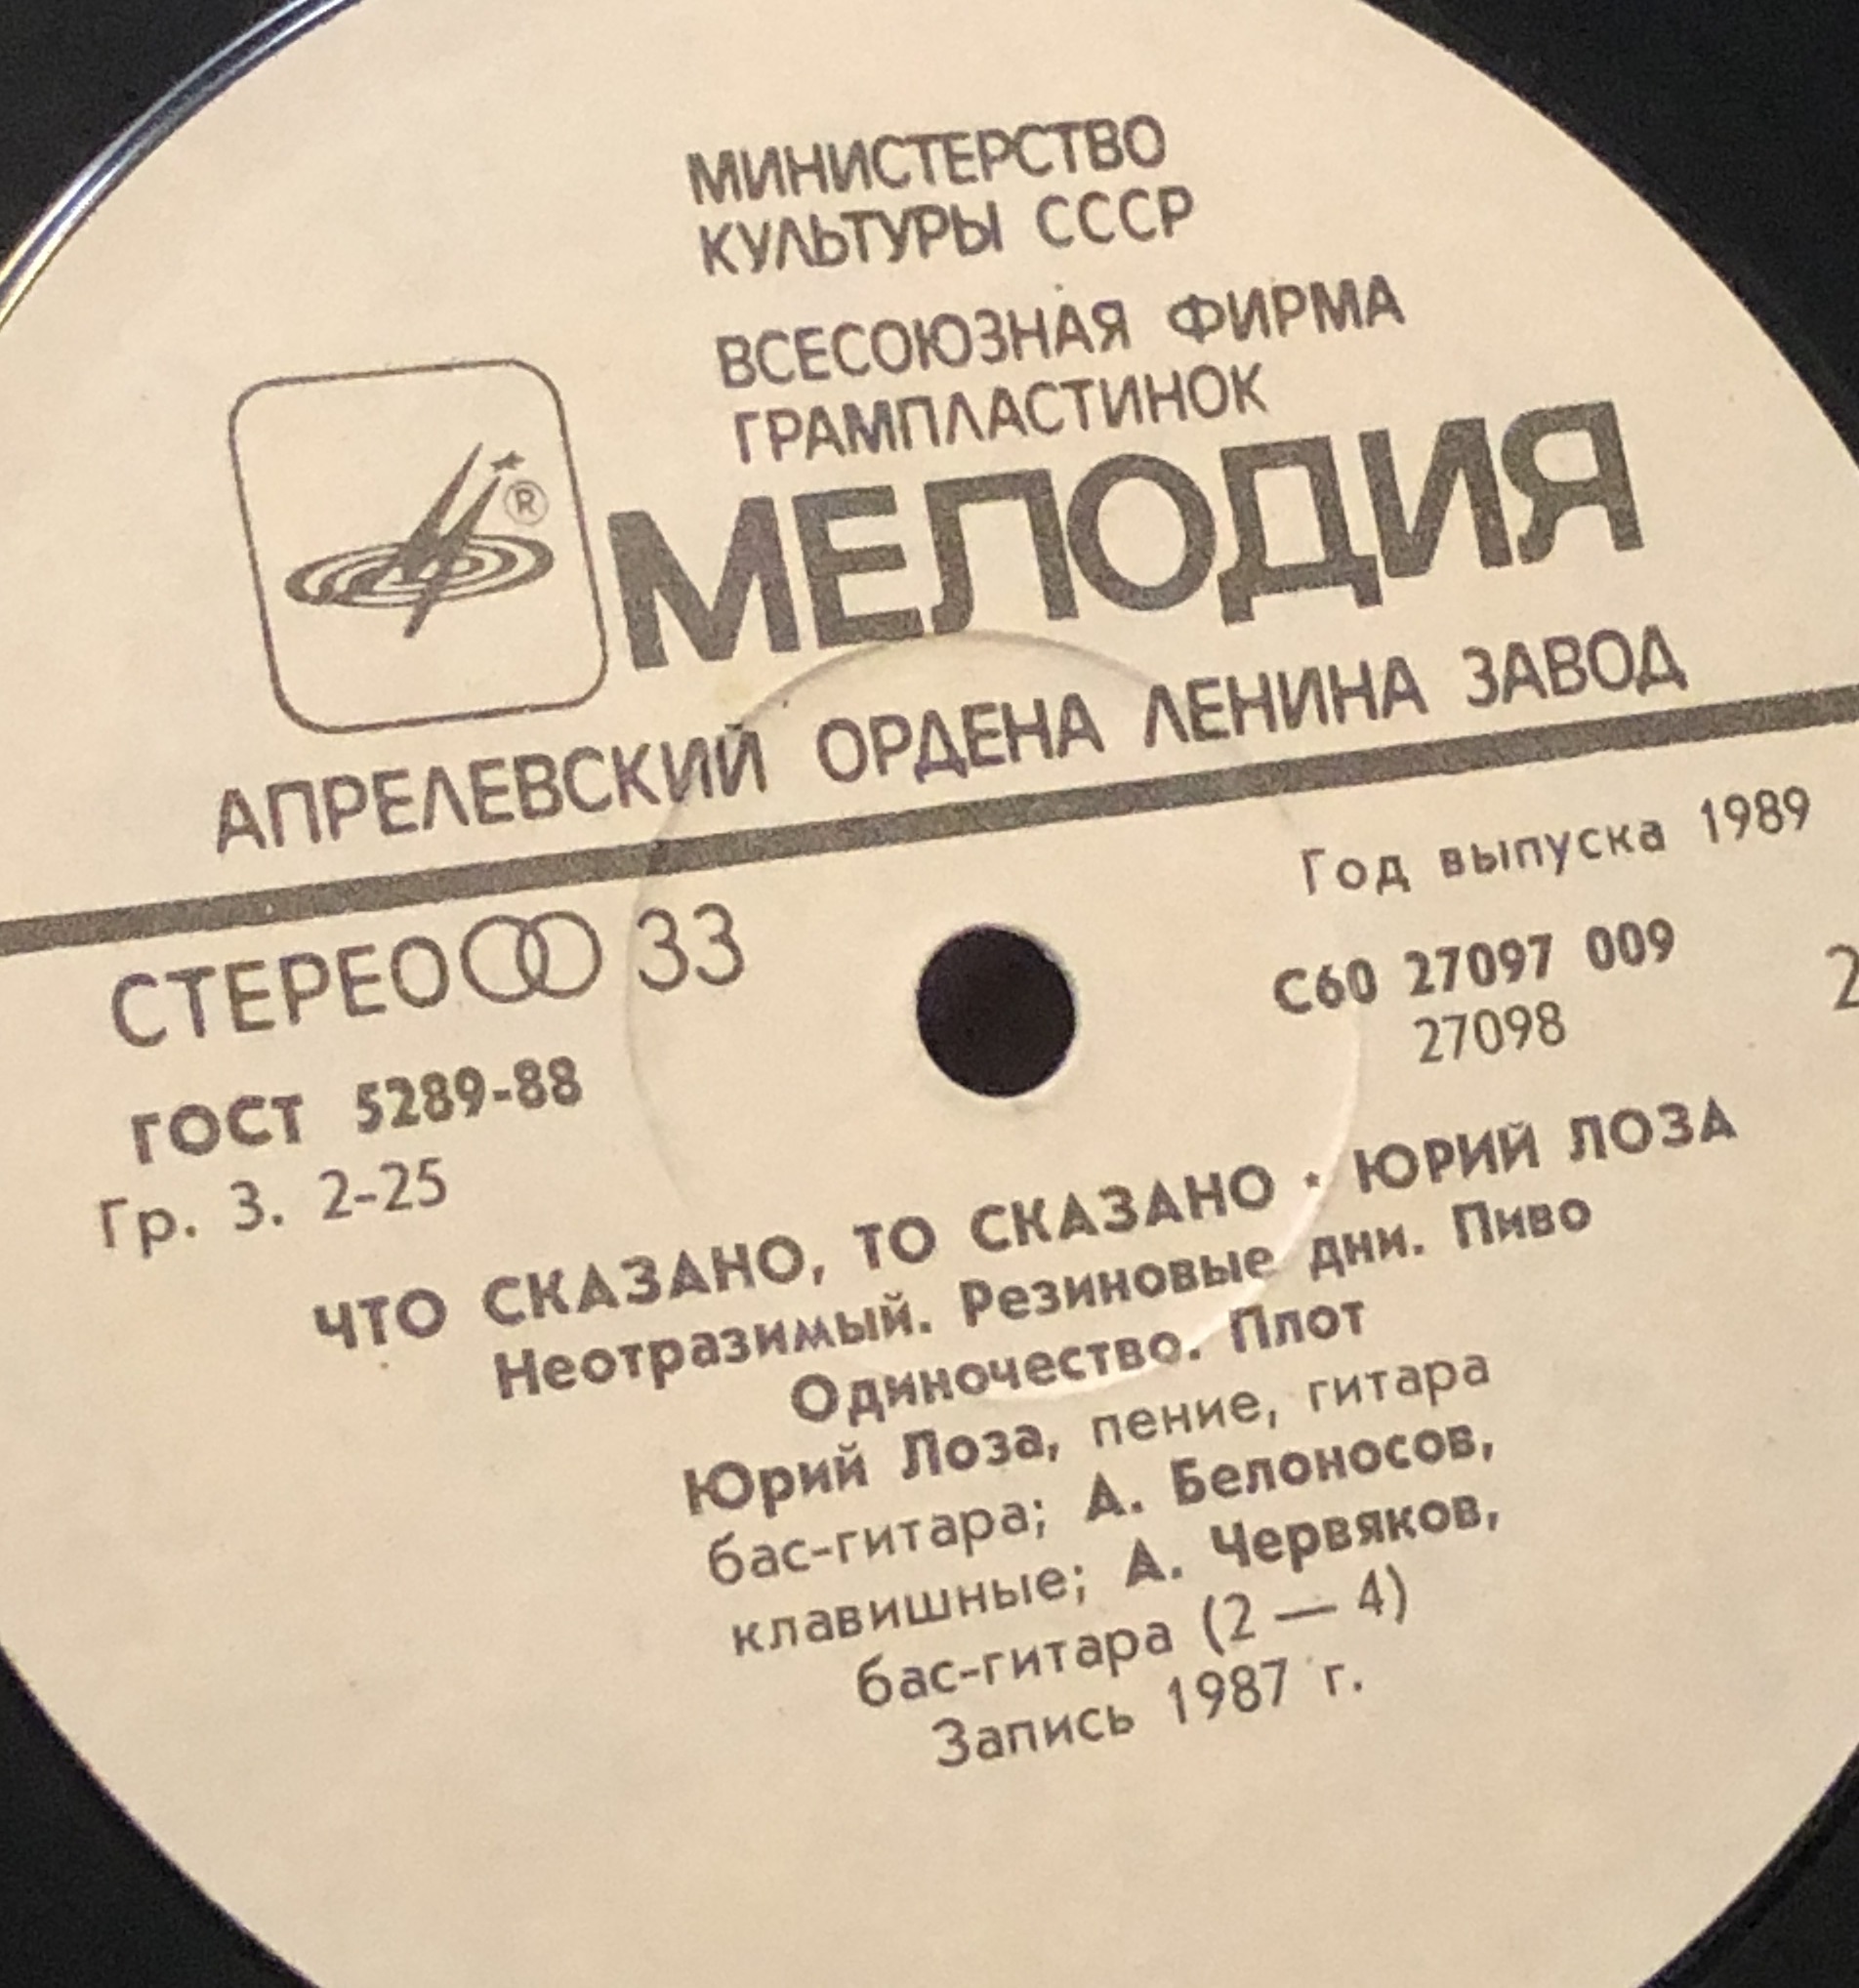 МИНИСТЕРСТВО
КУЛЬТУРЫ СССР
ВСЕСОЮЗНАЯ ФИРМА
ГРАМПЛАСТИНОК
®
МЕЛОДИЯ
АПРЕЛЕВСКИЙ ОРДЕНА ЛЕНИНА ЗАВОД
СТЕРЕО 33
ГОСТ 5289-88
Гр. 3. 2-25
Год выпуска 1989
С60 27097 009
27098
2
ЧТО СКАЗАНО, ТО СКАЗАНО · ЮРИЙ ЛОЗА
Неотразимый. Резиновые дни. Пиво
Одиночество. Плот
Юрий Лоза, пение, гитара
бас-гитара; А. Белоносов,
клавишные; А. Червяков,
бас-гитара (2 — 4)
Запись 1987 г.